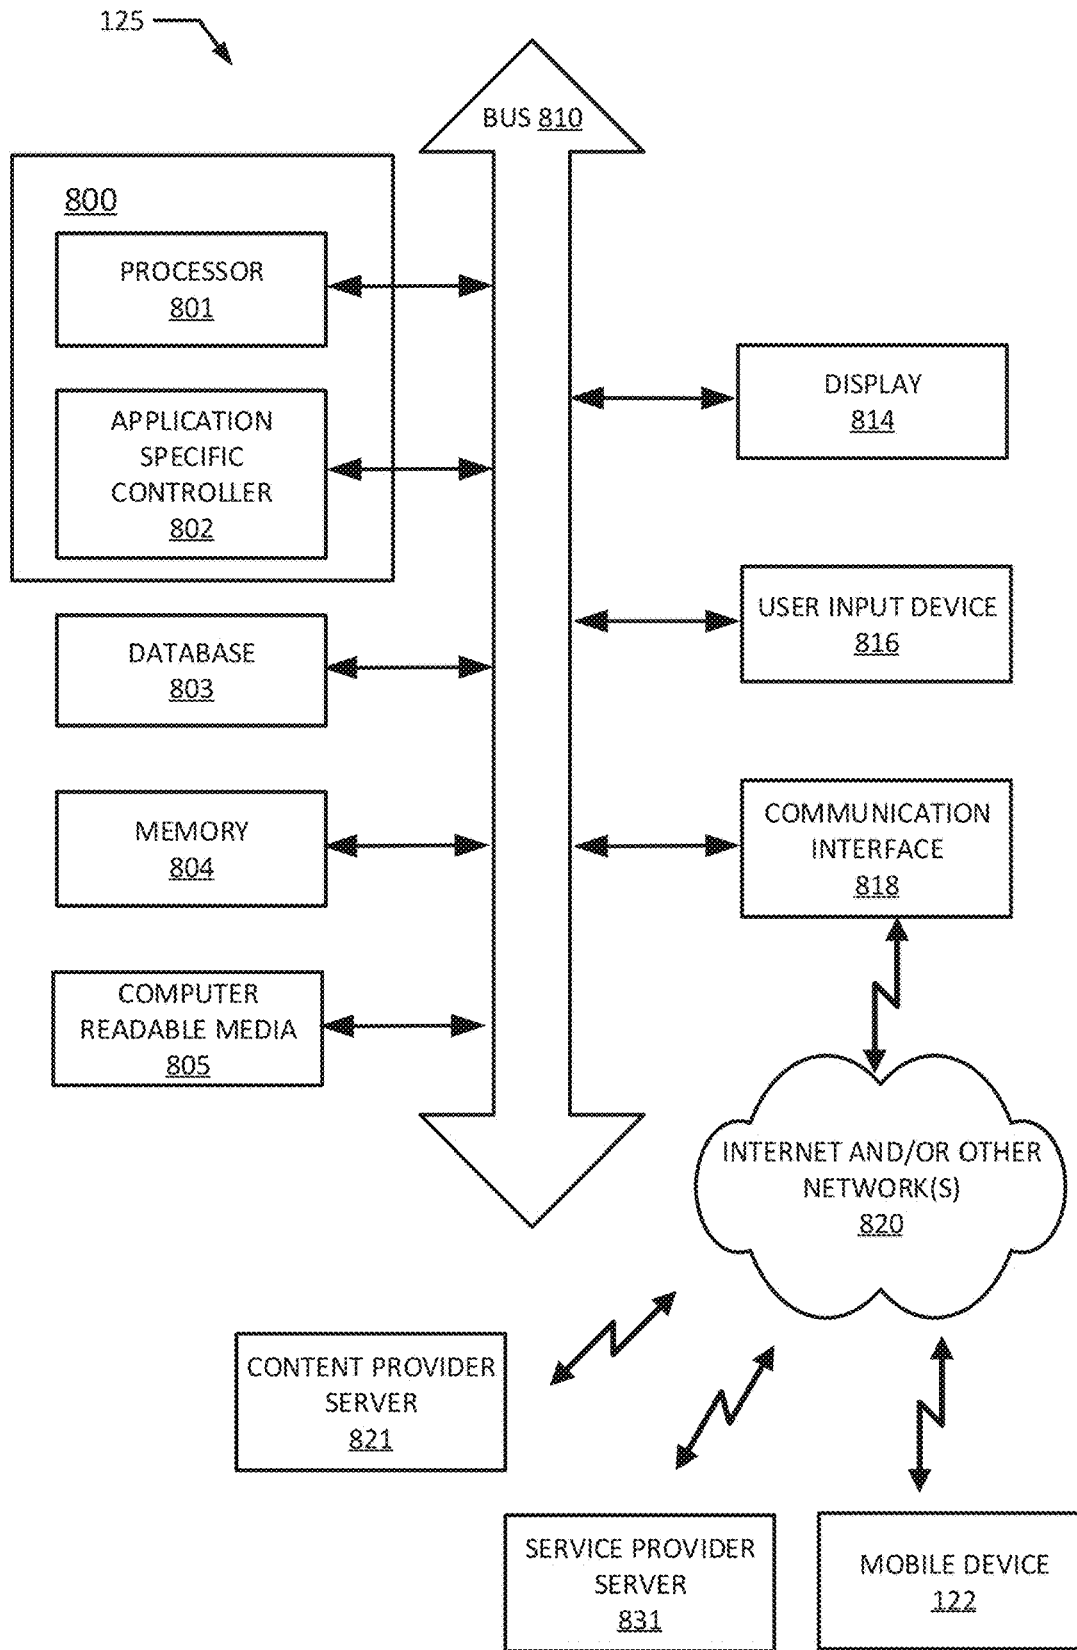 125
BUS 810
800
PROCESSOR
801
APPLICATION
SPECIFIC
CONTROLLER
802
DATABASE
803
MEMORY
804
COMPUTER
READABLE MEDIA
805
DISPLAY
814
USER INPUT DEVICE
816
COMMUNICATION
INTERFACE
818
INTERNET AND/OR OTHER
NETWORK(S)
820
CONTENT PROVIDER
SERVER
821
SERVICE PROVIDER
SERVER
831
MOBILE DEVICE
122